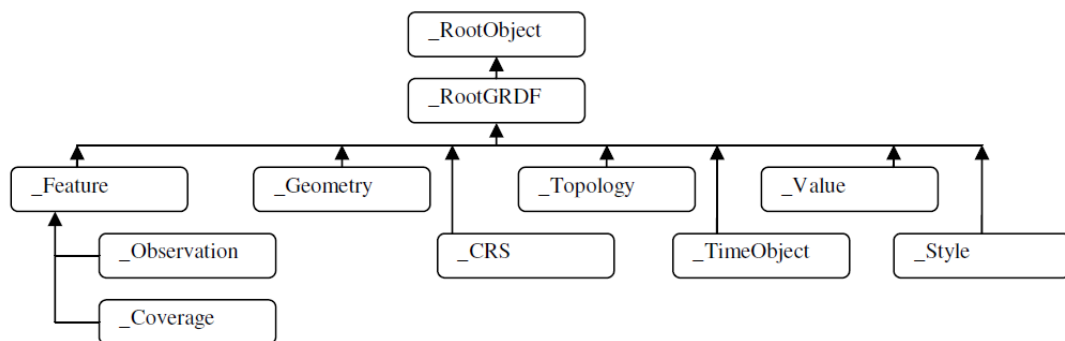 _RootObject
_RootGRDF
_Feature
_Geometry
_Topology
_Value
_Observation
_CRS
_TimeObject
_Style
_Coverage